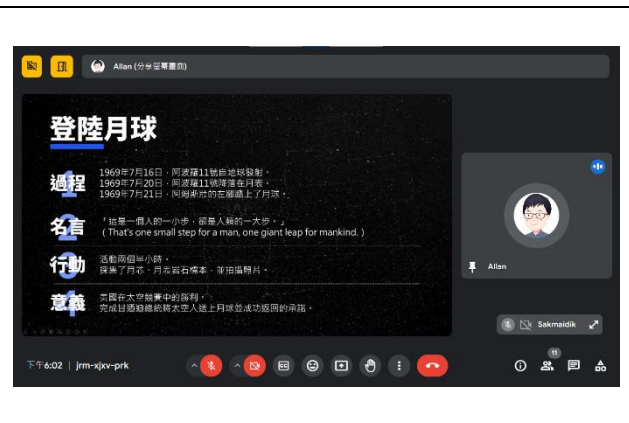 Allan (分享螢幕畫面)
登陸月球
1 過程
1969年7月16日，阿波羅11號自地球發射。
1969年7月20日，阿波羅11號降落在月表。
1969年7月21日，阿姆斯壯的左腳踏上了月球。
2 名言
「這是一個人的一小步，卻是人類的一大步。」
( That's one small step for a man, one giant leap for mankind. )
3 行動
活動兩個半小時。
採集了月芯、月表岩石標本，並拍攝照片。
4 意義
美國在太空競賽中的勝利。
完成甘迺迪總統將太空人送上月球並成功返回的承諾。
Allan
Sakmaidik
下午6:02 | jrm-xjxv-prk
11